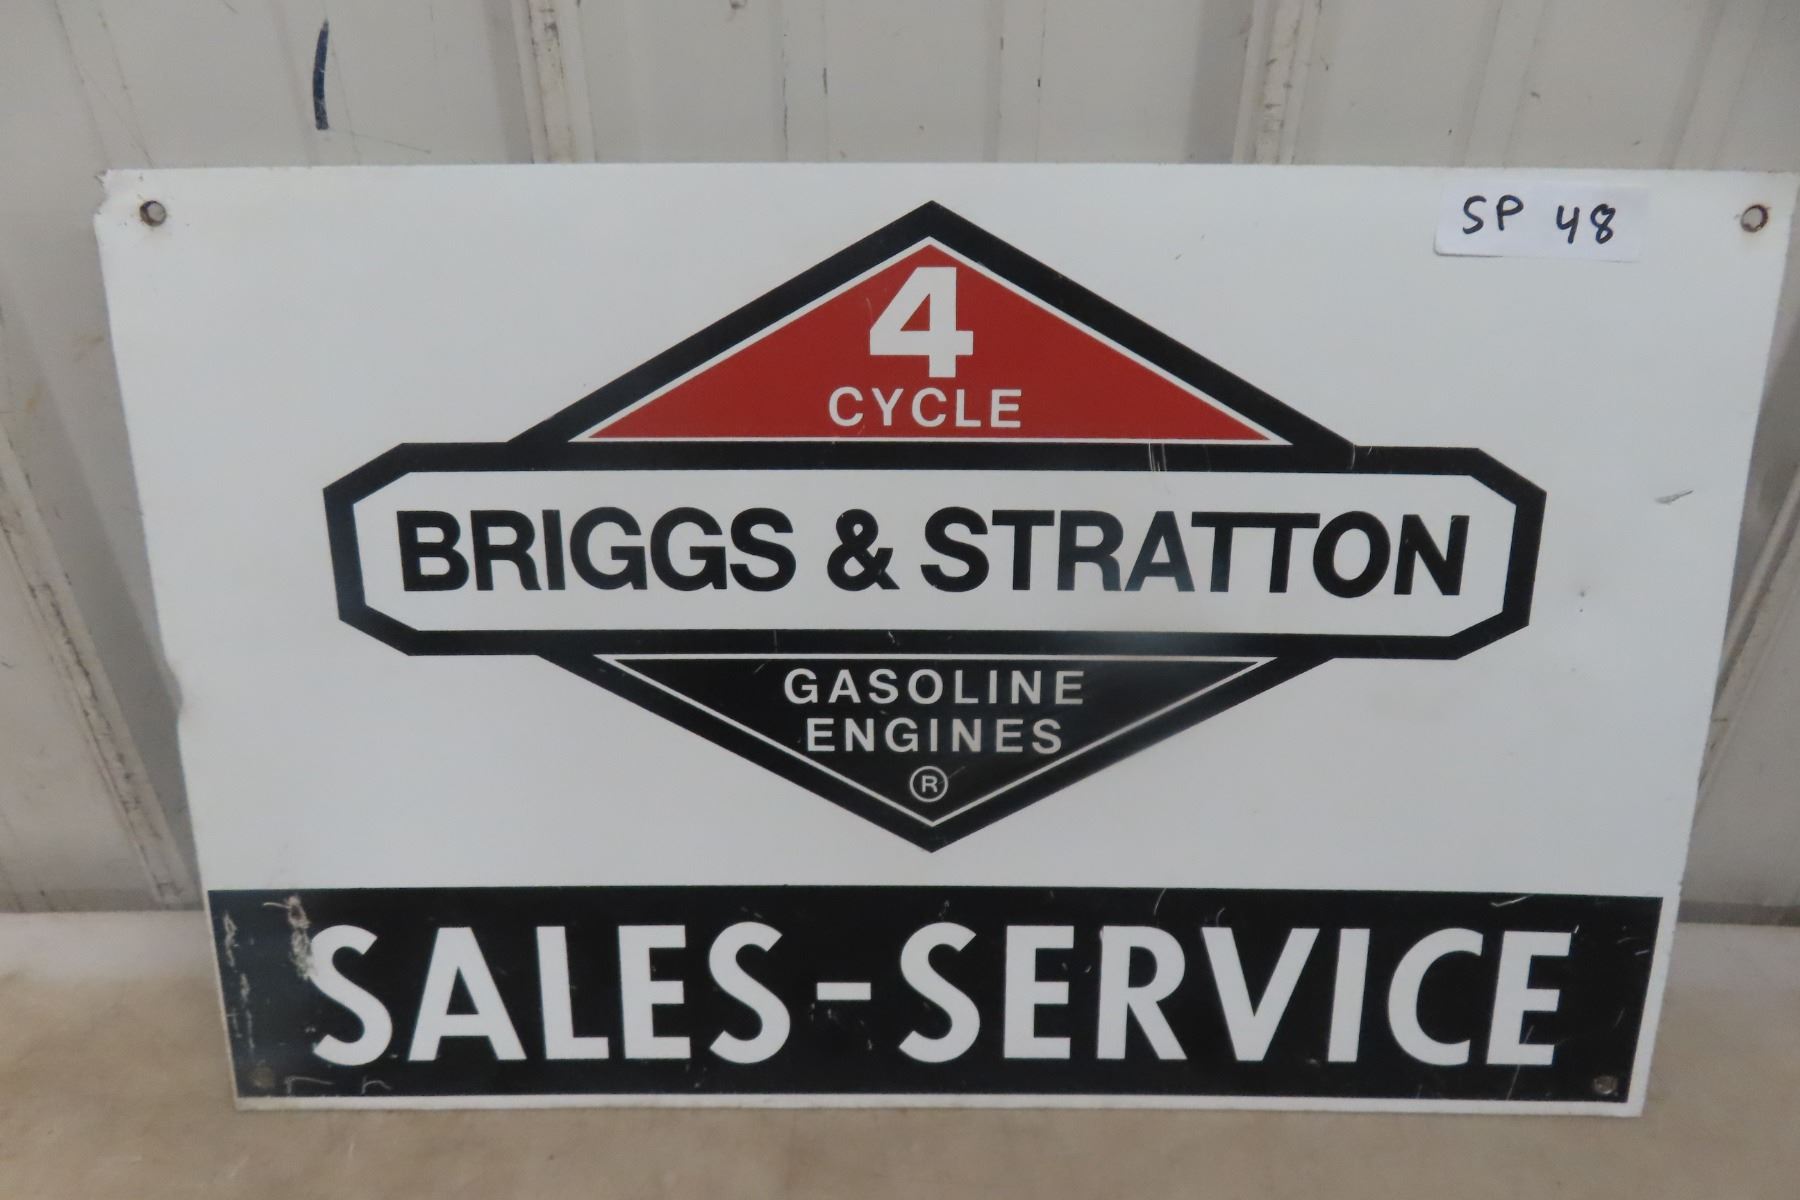 SP 48
4
CYCLE
BRIGGS & STRATTON
GASOLINE
ENGINES
®
SALES-SERVICE